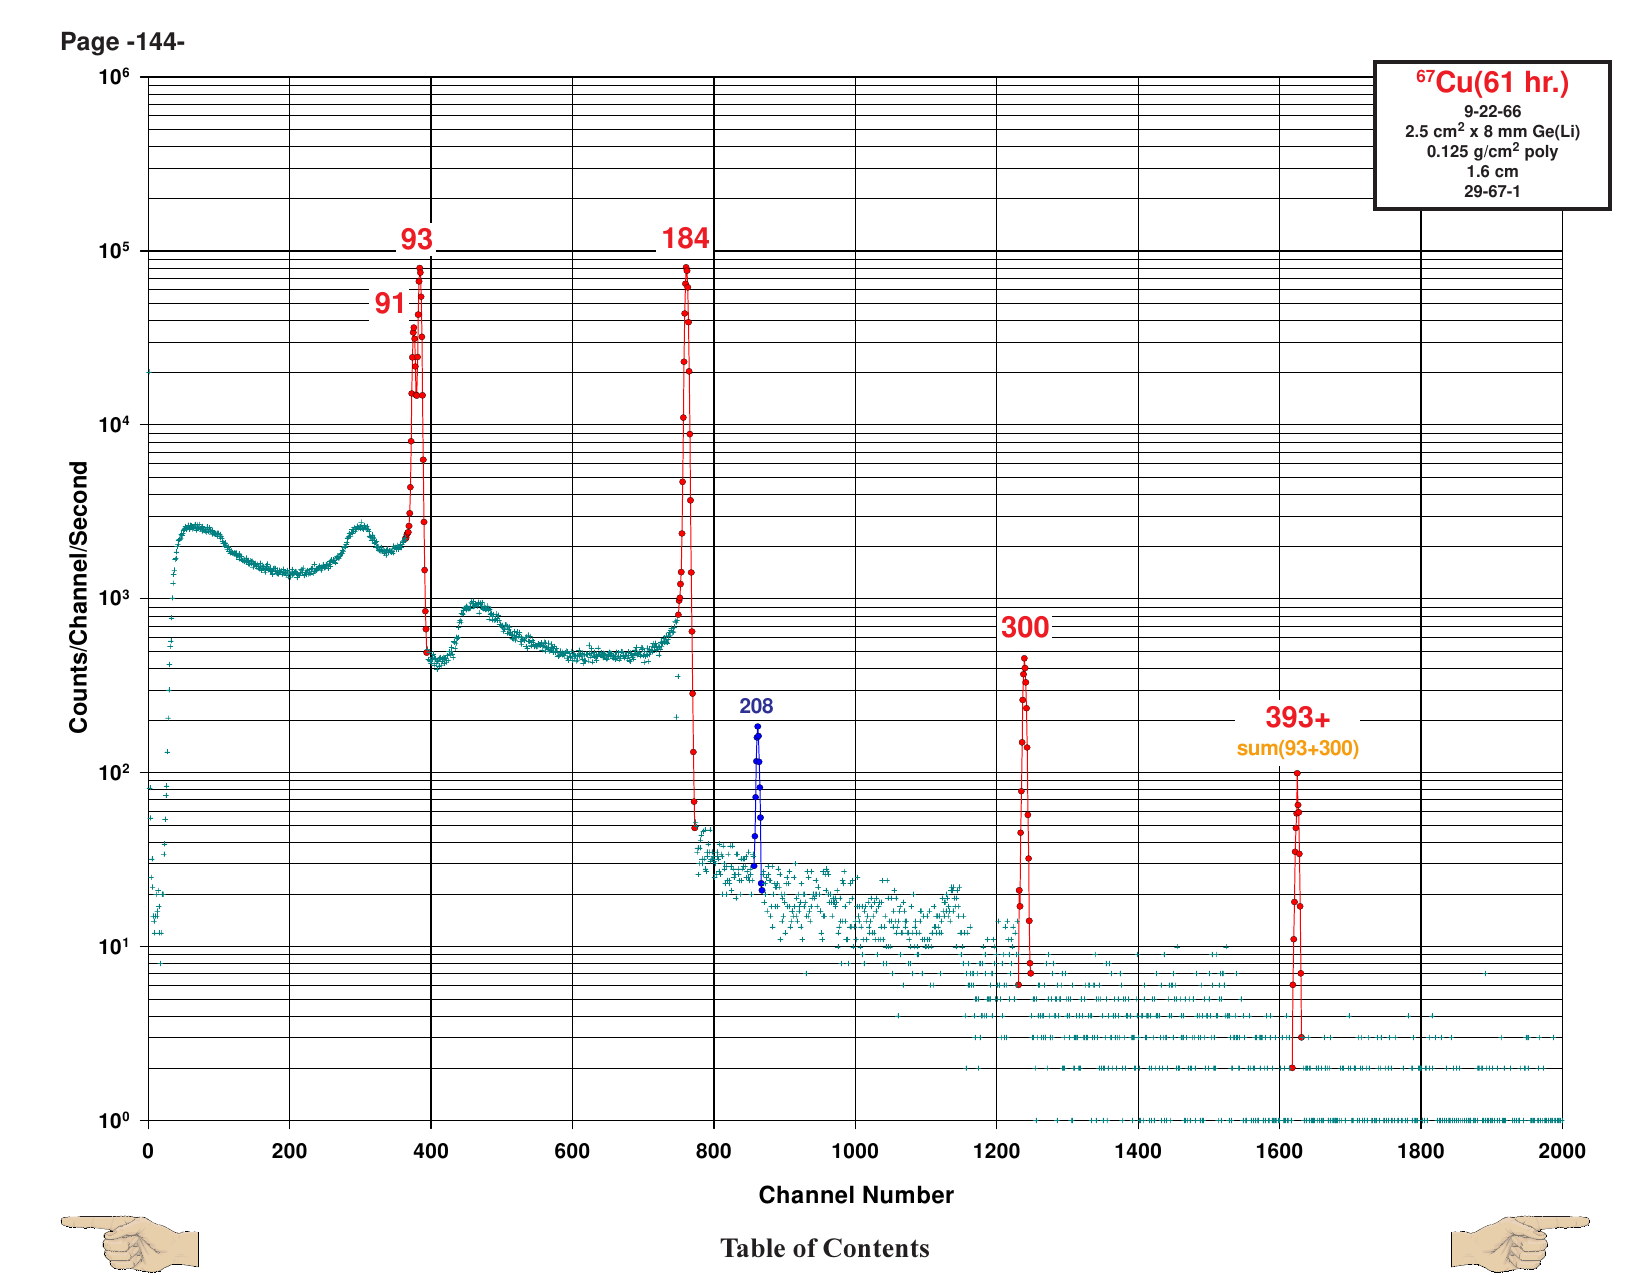 Page -144-
⁶⁷Cu(61 hr.)
9-22-66
2.5 cm² x 8 mm Ge(Li)
0.125 g/cm² poly
1.6 cm
29-67-1
10⁶
10⁵
10⁴
10³
10²
10¹
10⁰
Counts/Channel/Second
93
184
91
300
208
393+
sum(93+300)
0 200 400 600 800 1000 1200 1400 1600 1800 2000
Channel Number
Table of Contents